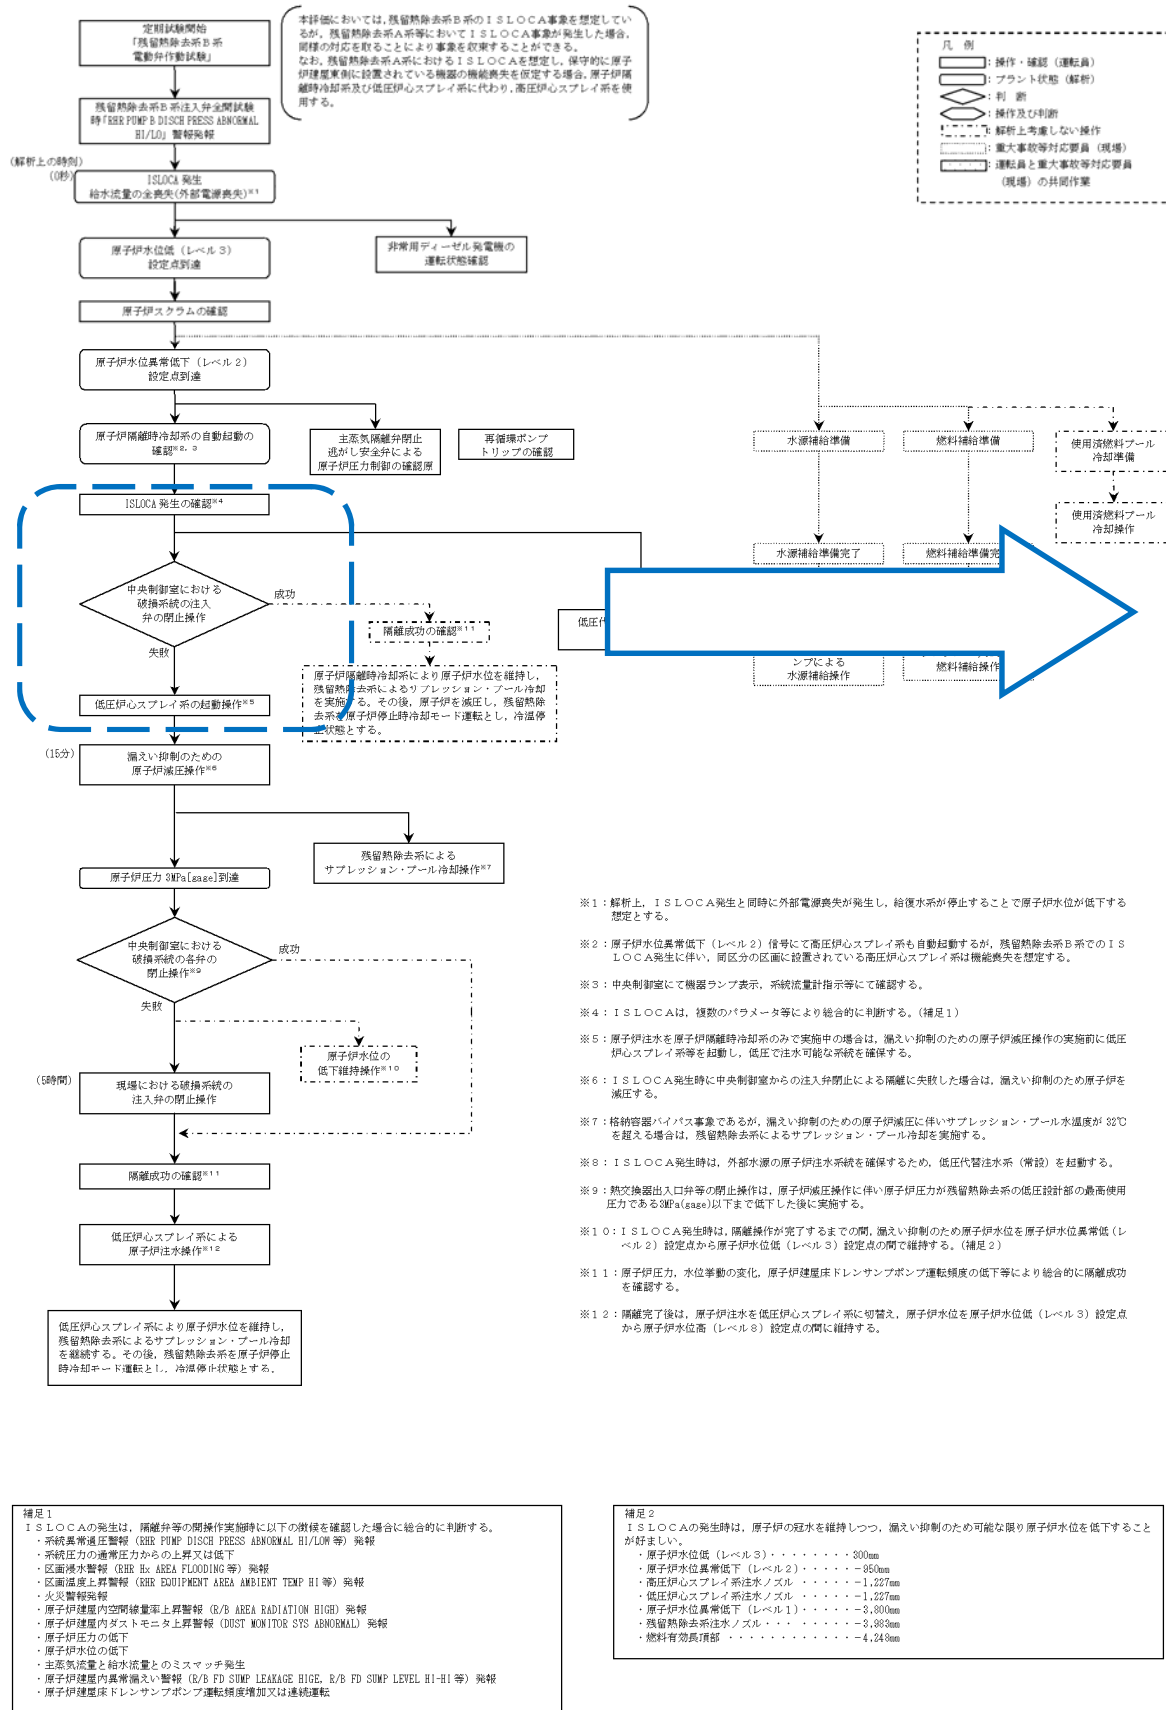 定期試験開始
「残留熱除去系B系
電動弁作動試験」
本評価においては,残留熱除去系B系のISLOCA事象を想定してい
るが,残留熱除去系A系等においてISLOCA事象が発生した場合,
同様の対応を取ることにより事象を収束することができる。
なお,残留熱除去系A系におけるISLOCAを想定し,保守的に原子
炉建屋東側に設置されている機器の機能喪失を仮定する場合,原子炉隔
離時冷却系及び低圧炉心スプレイ系に代わり,高圧炉心スプレイ系を使
用する。
凡 例
:操作・確認(運転員)
:プラント状態(解析)
:判 断
:操作及び判断
:解析上考慮しない操作
:重大事故等対応要員(現場)
:運転員と重大事故等対応要員
(現場)の共同作業
残留熱除去系B系注入弁全開試験
時「RHR PUMP B DISCH PRESS ABNORMAL
HI/LO」警報発報
(解析上の時刻)
(0秒)
ISLOCA発生
給水流量の全喪失(外部電源喪失)※1
原子炉水位低(レベル3)
設定点到達
非常用ディーゼル発電機の
運転状態確認
原子炉スクラムの確認
原子炉水位異常低下(レベル2)
設定点到達
原子炉隔離時冷却系の自動起動の
確認※2,3
主蒸気隔離弁閉止
逃がし安全弁による
原子炉圧力制御の確認原
再循環ポンプ
トリップの確認
水源補給準備
燃料補給準備
使用済燃料プール
冷却準備
ISLOCA発生の確認※4
使用済燃料プール
冷却操作
水源補給準備完了
燃料補給準備完
中央制御室における
破損系統の注入
弁の閉止操作
成功
失敗
隔離成功の確認※11
低圧代
ンプによる
水源補給操作
燃料補給操作
原子炉隔離時冷却系により原子炉水位を維持し,
残留熱除去系によるサプレッション・プール冷却
を実施する。その後,原子炉を減圧し,残留熱除
去系を原子炉停止時冷却モード運転とし,冷温停
止状態とする。
低圧炉心スプレイ系の起動操作※5
(15分)
漏えい抑制のための
原子炉減圧操作※6
残留熱除去系による
サプレッション・プール冷却操作※7
原子炉圧力3MPa[gage]到達
中央制御室における
破損系統の各弁の
閉止操作※9
成功
失敗
原子炉水位の
低下維持操作※10
(5時間)
現場における破損系統の
注入弁の閉止操作
隔離成功の確認※11
低圧炉心スプレイ系による
原子炉注水操作※12
低圧炉心スプレイ系により原子炉水位を維持し,
残留熱除去系によるサプレッション・プール冷却
を継続する。その後,残留熱除去系を原子炉停止
時冷却モード運転とし,冷温停止状態とする。
※1:解析上,ISLOCA発生と同時に外部電源喪失が発生し,給復水系が停止することで原子炉水位が低下する
想定とする。
※2:原子炉水位異常低下(レベル2)信号にて高圧炉心スプレイ系も自動起動するが,残留熱除去系B系でのIS
LOCA発生に伴い,同区分の区画に設置されている高圧炉心スプレイ系は機能喪失を想定する。
※3:中央制御室にて機器ランプ表示,系統流量計指示等にて確認する。
※4:ISLOCAは,複数のパラメータ等により総合的に判断する。(補足1)
※5:原子炉注水を原子炉隔離時冷却系のみで実施中の場合は,漏えい抑制のための原子炉減圧操作の実施前に低圧
炉心スプレイ系等を起動し,低圧で注水可能な系統を確保する。
※6:ISLOCA発生時に中央制御室からの注入弁閉止による隔離に失敗した場合は,漏えい抑制のため原子炉を
減圧する。
※7:格納容器バイパス事象であるが,漏えい抑制のための原子炉減圧に伴いサプレッション・プール水温度が32℃
を超える場合は,残留熱除去系によるサプレッション・プール冷却を実施する。
※8:ISLOCA発生時は,外部水源の原子炉注水系統を確保するため,低圧代替注水系(常設)を起動する。
※9:熱交換器出入口弁等の閉止操作は,原子炉減圧操作に伴い原子炉圧力が残留熱除去系の低圧設計部の最高使用
圧力である3MPa(gage)以下まで低下した後に実施する。
※10:ISLOCA発生時は,隔離操作が完了するまでの間,漏えい抑制のため原子炉水位を原子炉水位異常低(レ
ベル2)設定点から原子炉水位低(レベル3)設定点の間で維持する。(補足2)
※11:原子炉圧力,水位挙動の変化,原子炉建屋床ドレンサンプポンプ運転頻度の低下等により総合的に隔離成功
を確認する。
※12:隔離完了後は,原子炉注水を低圧炉心スプレイ系に切替え,原子炉水位を原子炉水位低(レベル3)設定点
から原子炉水位高(レベル8)設定点の間に維持する。
補足1
ISLOCAの発生は,隔離弁等の開操作実施時に以下の徴候を確認した場合に総合的に判断する。
・系統異常過圧警報(RHR PUMP DISCH PRESS ABNORMAL HI/LOW等)発報
・系統圧力の通常圧力からの上昇又は低下
・区画浸水警報(RHR Hx AREA FLOODING等)発報
・区画温度上昇警報(RHR EQUIPMENT AREA AMBIENT TEMP HI等)発報
・火災警報発報
・原子炉建屋内空間線量率上昇警報(R/B AREA RADIATION HIGH)発報
・原子炉建屋内ダストモニタ上昇警報(DUST MONITOR SYS ABNORMAL)発報
・原子炉圧力の低下
・原子炉水位の低下
・主蒸気流量と給水流量とのミスマッチ発生
・原子炉建屋内異常漏えい警報(R/B FD SUMP LEAKAGE HIGE, R/B FD SUMP LEVEL HI-HI等)発報
・原子炉建屋床ドレンサンプポンプ運転頻度増加又は連続運転
補足2
ISLOCAの発生時は,原子炉の冠水を維持しつつ,漏えい抑制のため可能な限り原子炉水位を低下すること
が好ましい。
・原子炉水位低(レベル3)・・・・・・・・300mm
・原子炉水位異常低下(レベル2)・・・・・-950mm
・高圧炉心スプレイ系注水ノズル ・・・・・-1,227mm
・低圧炉心スプレイ系注水ノズル ・・・・・-1,227mm
・原子炉水位異常低下(レベル1)・・・・・-3,800mm
・残留熱除去系注水ノズル・・・ ・・・・・-3,983mm
・燃料有効長頂部 ・・・・・・・・・・・-4,248mm